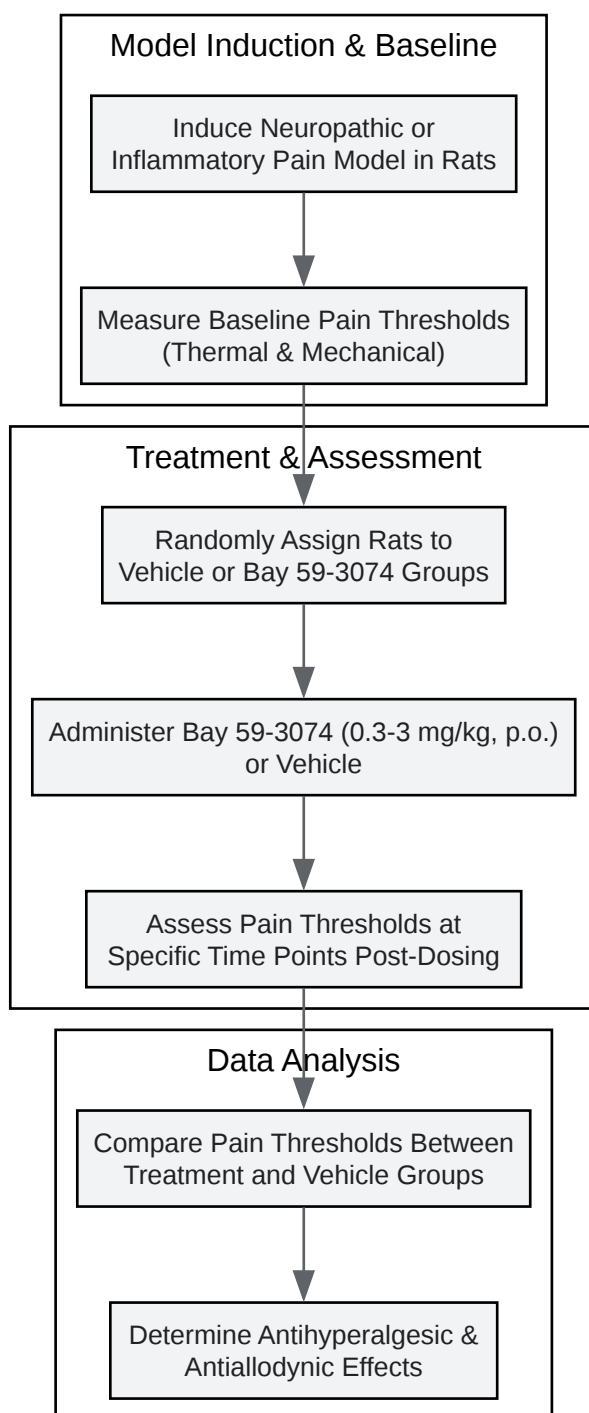 Model Induction & Baseline
Induce Neuropathic or
Inflammatory Pain Model in Rats
Measure Baseline Pain Thresholds
(Thermal & Mechanical)
Treatment & Assessment
Randomly Assign Rats to
Vehicle or Bay 59-3074 Groups
Administer Bay 59-3074 (0.3-3 mg/kg, p.o.)
or Vehicle
Assess Pain Thresholds at
Specific Time Points Post-Dosing
Data Analysis
Compare Pain Thresholds Between
Treatment and Vehicle Groups
Determine Antihyperalgesic &
Antiallodynic Effects